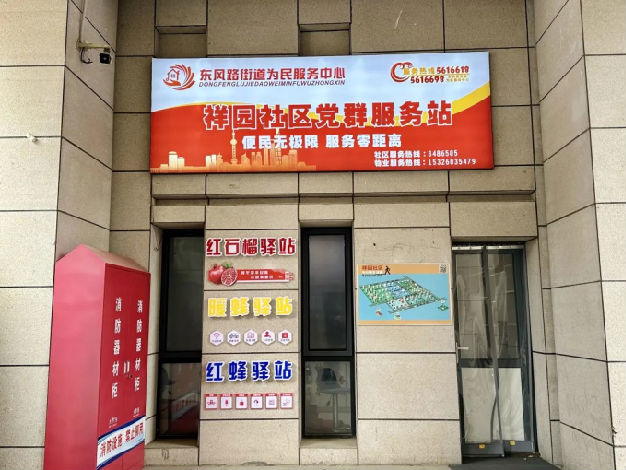 东风路街道为民服务中心
DONGFENGLUJIEDAOWEIMINFUWUZHONGXIN
服务热线 5616619
5616693
祥园社区党群服务站
便民无极限 服务零距离
社区服务热线：3486505
物业服务热线：15326035479
红石榴驿站
暖蜂驿站
红蜂驿站
祥园社区
消防器材柜
消防器材柜
消防设施 禁止挪用